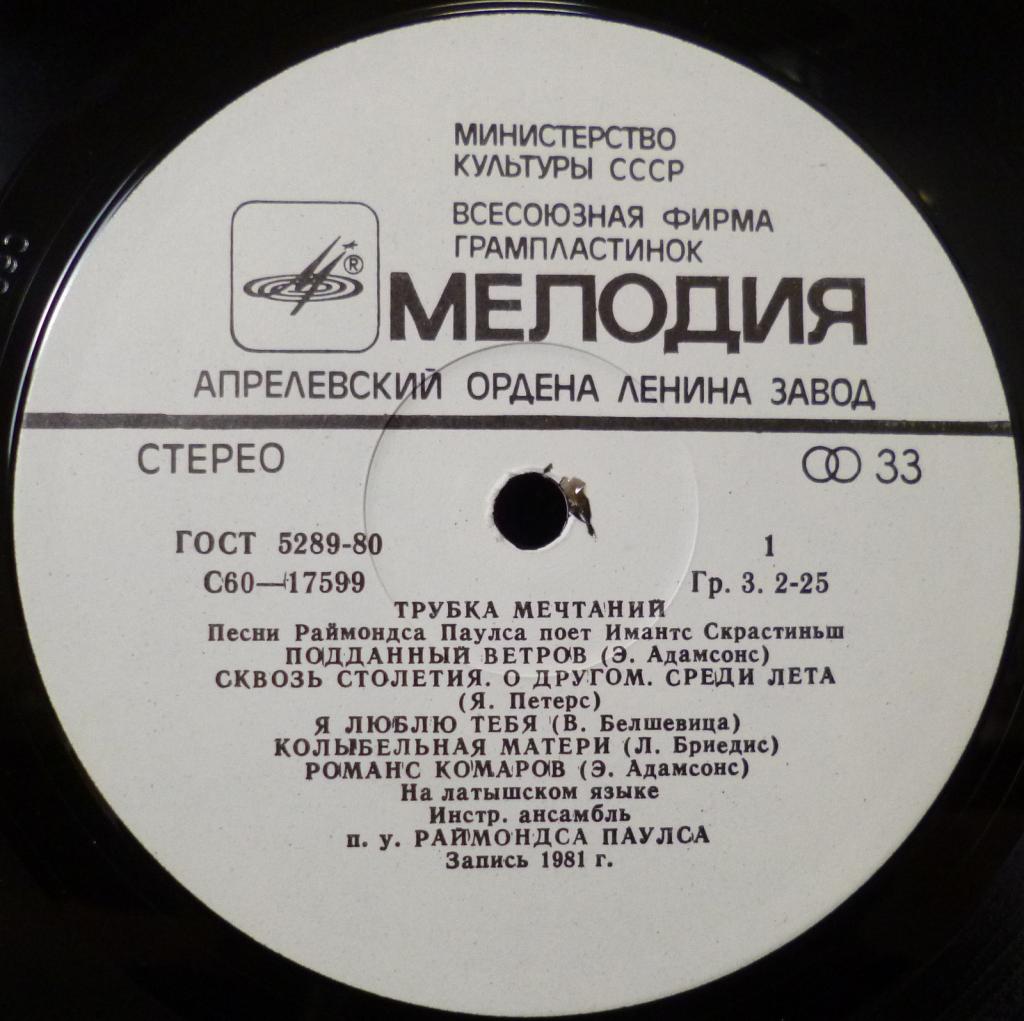 МИНИСТЕРСТВО
КУЛЬТУРЫ СССР
ВСЕСОЮЗНАЯ ФИРМА
ГРАМПЛАСТИНОК
®
МЕЛОДИЯ
АПРЕЛЕВСКИЙ ОРДЕНА ЛЕНИНА ЗАВОД
СТЕРЕО 33
ГОСТ 5289-80 1
С60—17599 Гр. 3. 2-25
ТРУБКА МЕЧТАНИЙ
Песни Раймондса Паулса поет Имантс Скрастиньш
ПОДДАННЫЙ ВЕТРОВ (Э. Адамсонс)
СКВОЗЬ СТОЛЕТИЯ. О ДРУГОМ. СРЕДИ ЛЕТА
(Я. Петерс)
Я ЛЮБЛЮ ТЕБЯ (В. Белшевица)
КОЛЫБЕЛЬНАЯ МАТЕРИ (Л. Бриедис)
РОМАНС КОМАРОВ (Э. Адамсонс)
На латышском языке
Инстр. ансамбль
п. у. РАЙМОНДСА ПАУЛСА
Запись 1981 г.